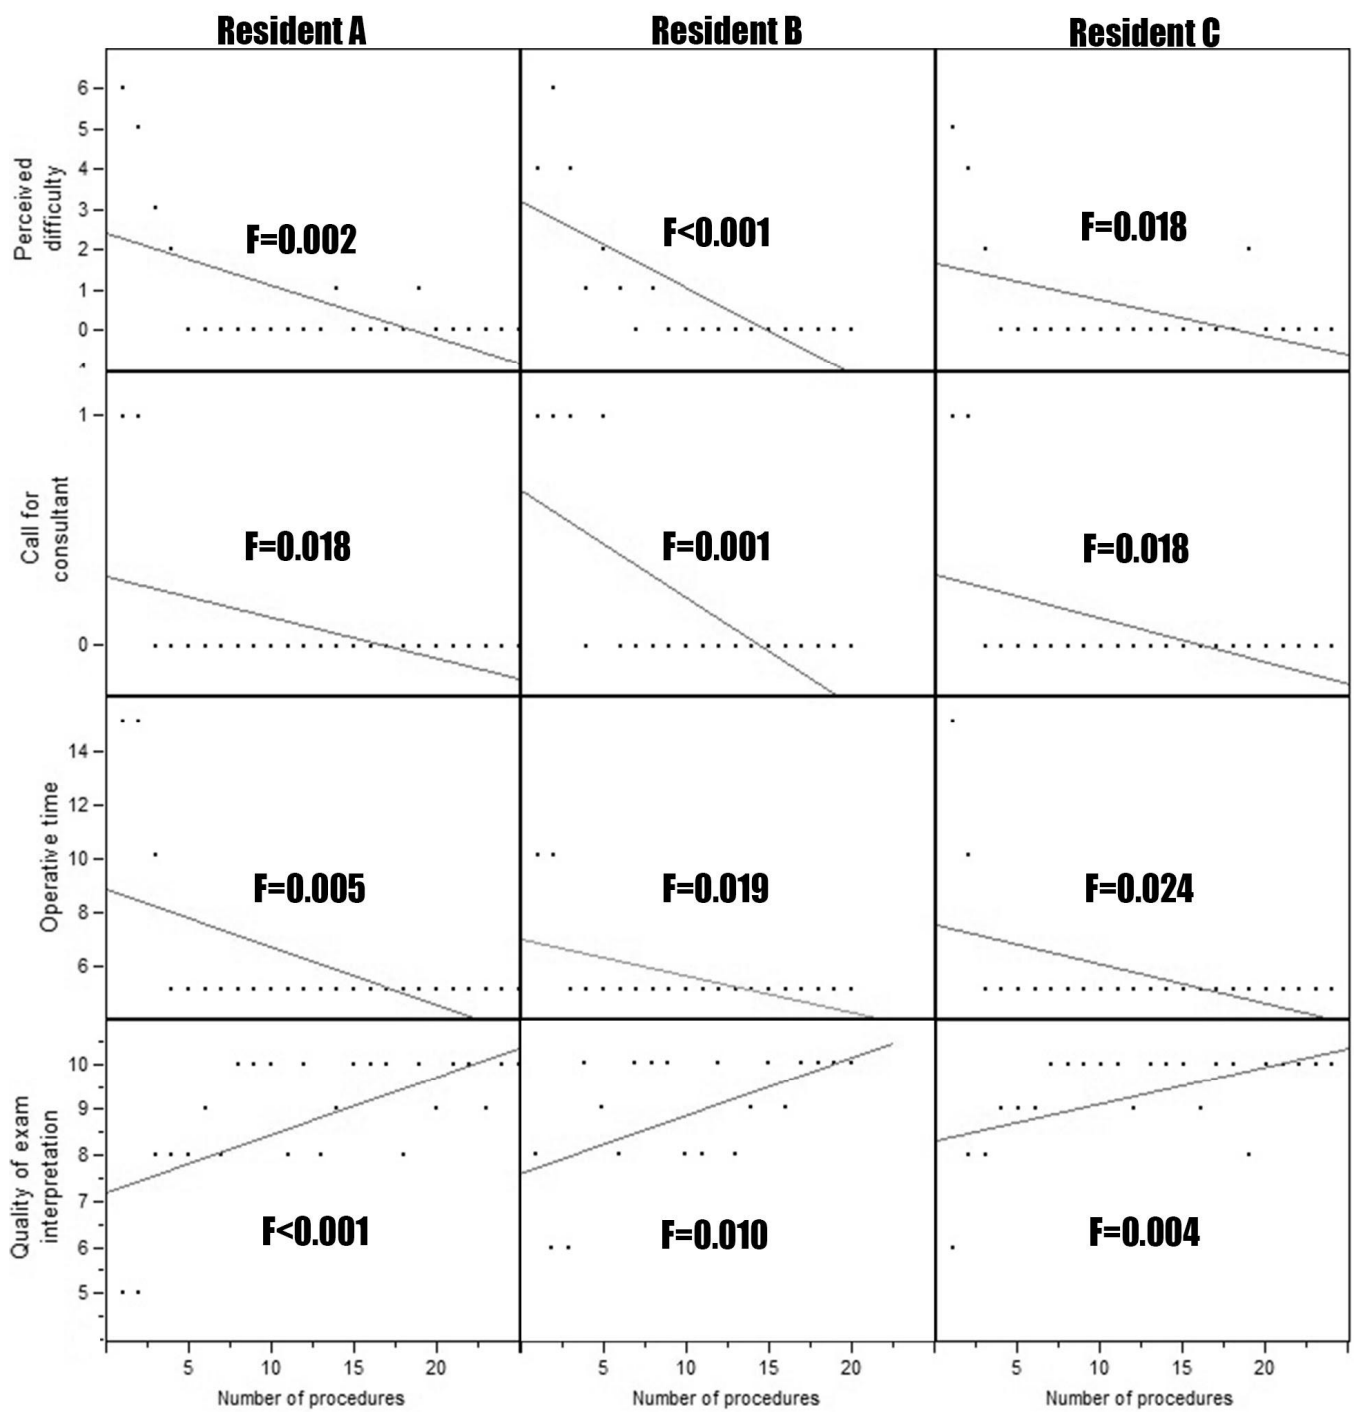 Resident A
Resident B
Resident C
Perceived
difficulty
6
5
4
3
2
1
0
F=0.002
F<0.001
F=0.018
Call for
consultant
1
0
F=0.018
F=0.001
F=0.018
Operative time
14
12
10
8
6
F=0.005
F=0.019
F=0.024
Quality of exam
interpretation
10
9
8
7
6
5
F<0.001
F=0.010
F=0.004
5 10 15 20
5 10 15 20
5 10 15 20
Number of procedures
Number of procedures
Number of procedures